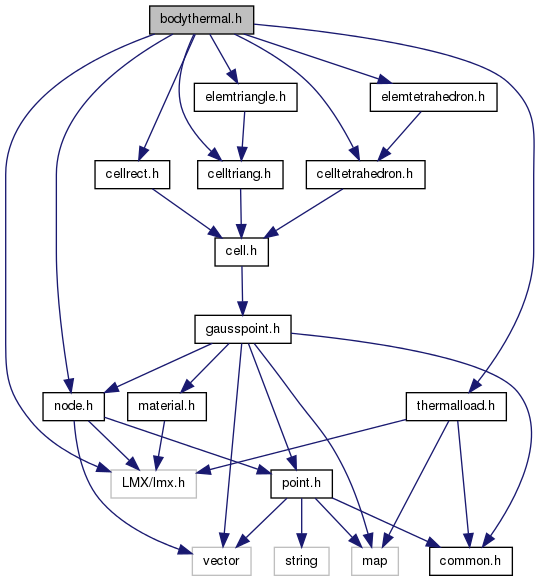 bodythermal.h
elemtriangle.h
elemtetrahedron.h
cellrect.h
celltriang.h
celltetrahedron.h
cell.h
gausspoint.h
node.h
material.h
thermalload.h
LMX/lmx.h
point.h
vector
string
map
common.h